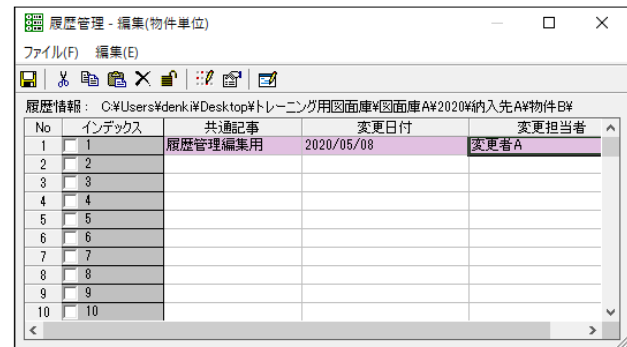 履歴管理 - 編集(物件単位)
ファイル(F) 編集(E)
履歴情報： C:¥Users¥denki¥Desktop¥トレーニング用図面庫¥図面庫A¥2020¥納入先A¥物件B¥
No インデックス 共通記事 変更日付 変更担当者
1 1 履歴管理編集用 2020/05/08 変更者A
2 2
3 3
4 4
5 5
6 6
7 7
8 8
9 9
10 10